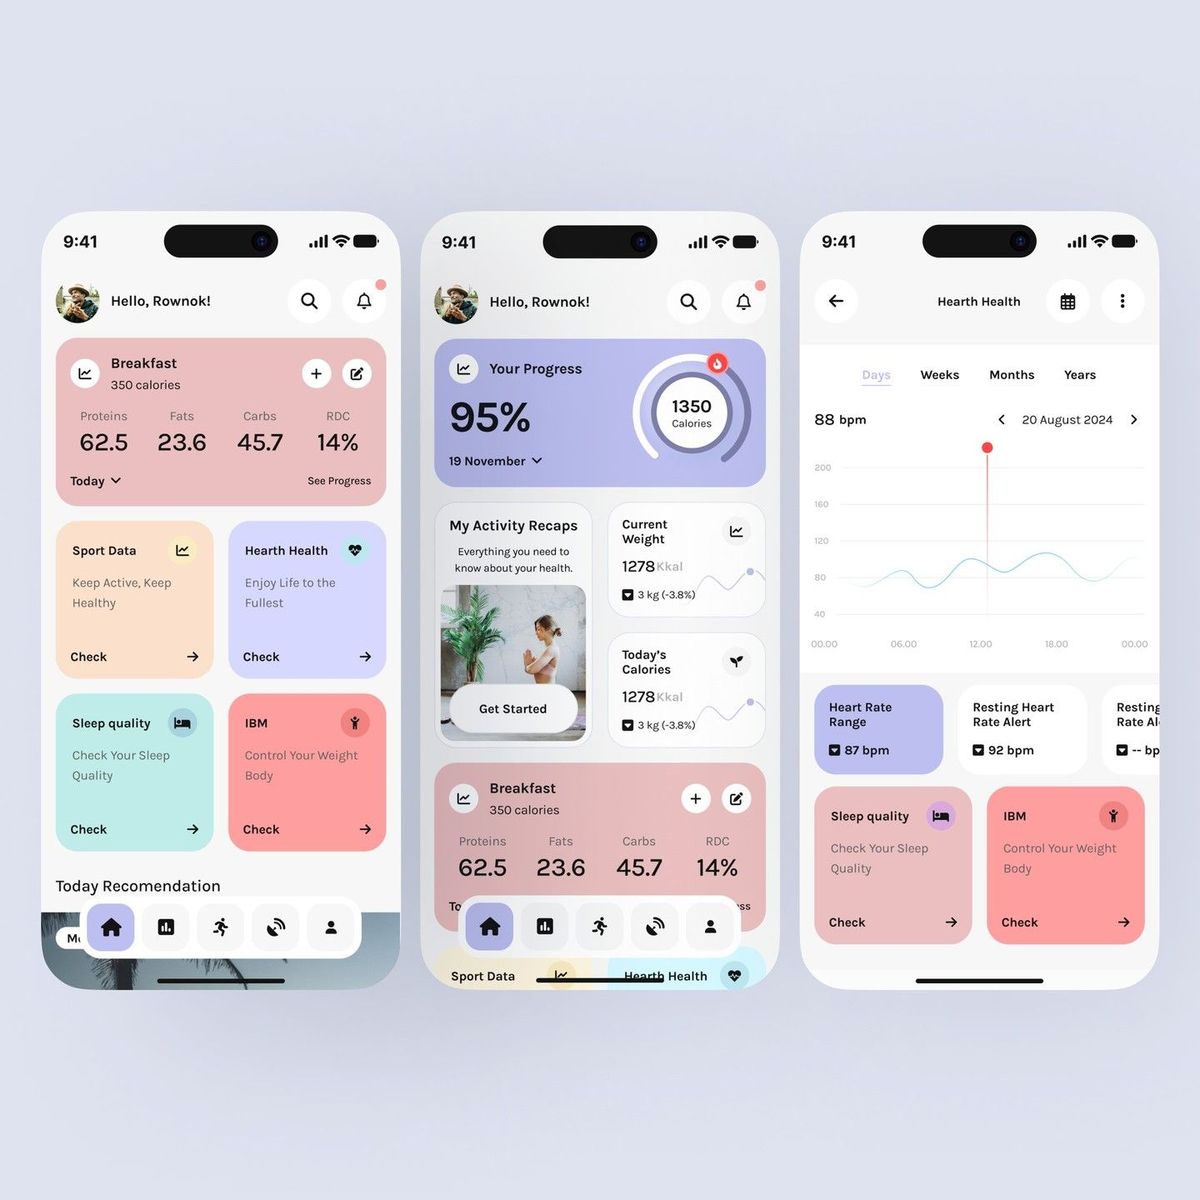 9:41
Hello, Rownok!
Breakfast
350 calories
Proteins Fats Carbs RDC
62.5 23.6 45.7 14%
Today See Progress
Sport Data
Keep Active, Keep
Healthy
Check
Hearth Health
Enjoy Life to the
Fullest
Check
Sleep quality
Check Your Sleep
Quality
Check
IBM
Control Your Weight
Body
Check
Today Recomendation
9:41
Hello, Rownok!
Your Progress
95%
19 November
1350
Calories
My Activity Recaps
Everything you need to
know about your health.
Get Started
Current
Weight
1278 Kkal
3 kg (-3.8%)
Today's
Calories
1278 Kkal
3 kg (-3.8%)
Breakfast
350 calories
Proteins Fats Carbs RDC
62.5 23.6 45.7 14%
Sport Data
Hearth Health
9:41
Hearth Health
Days Weeks Months Years
88 bpm
20 August 2024
200
160
120
80
40
00.00 06.00 12.00 18.00 00.00
Heart Rate
Range
87 bpm
Resting Heart
Rate Alert
92 bpm
Resting
Rate Al
-- bp
Sleep quality
Check Your Sleep
Quality
Check
IBM
Control Your Weight
Body
Check